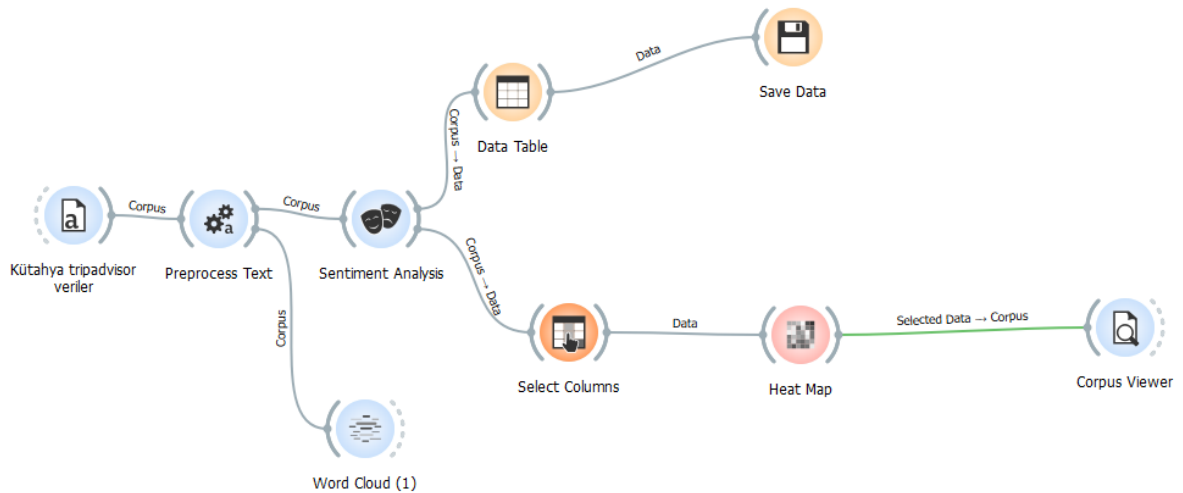 Data
Save Data
Corpus → Data
Data Table
a
Corpus
Kütahya tripadvisor
veriler
a
Preprocess Text
Corpus
Sentiment Analysis
Corpus → Data
Corpus
Select Columns
Data
Heat Map
Selected Data → Corpus
Corpus Viewer
Word Cloud (1)